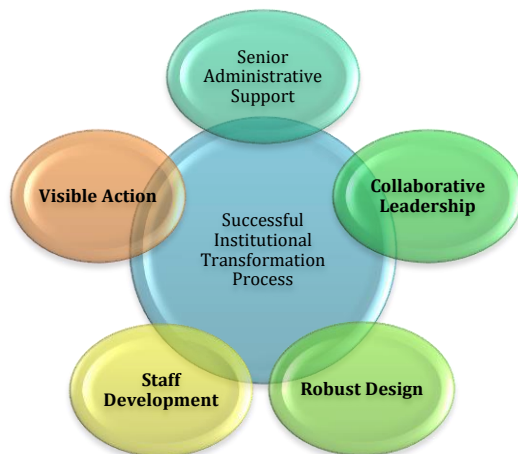 Senior
Administrative
Support
Visible Action
Collaborative
Leadership
Successful
Institutional
Transformation
Process
Staff
Development
Robust Design